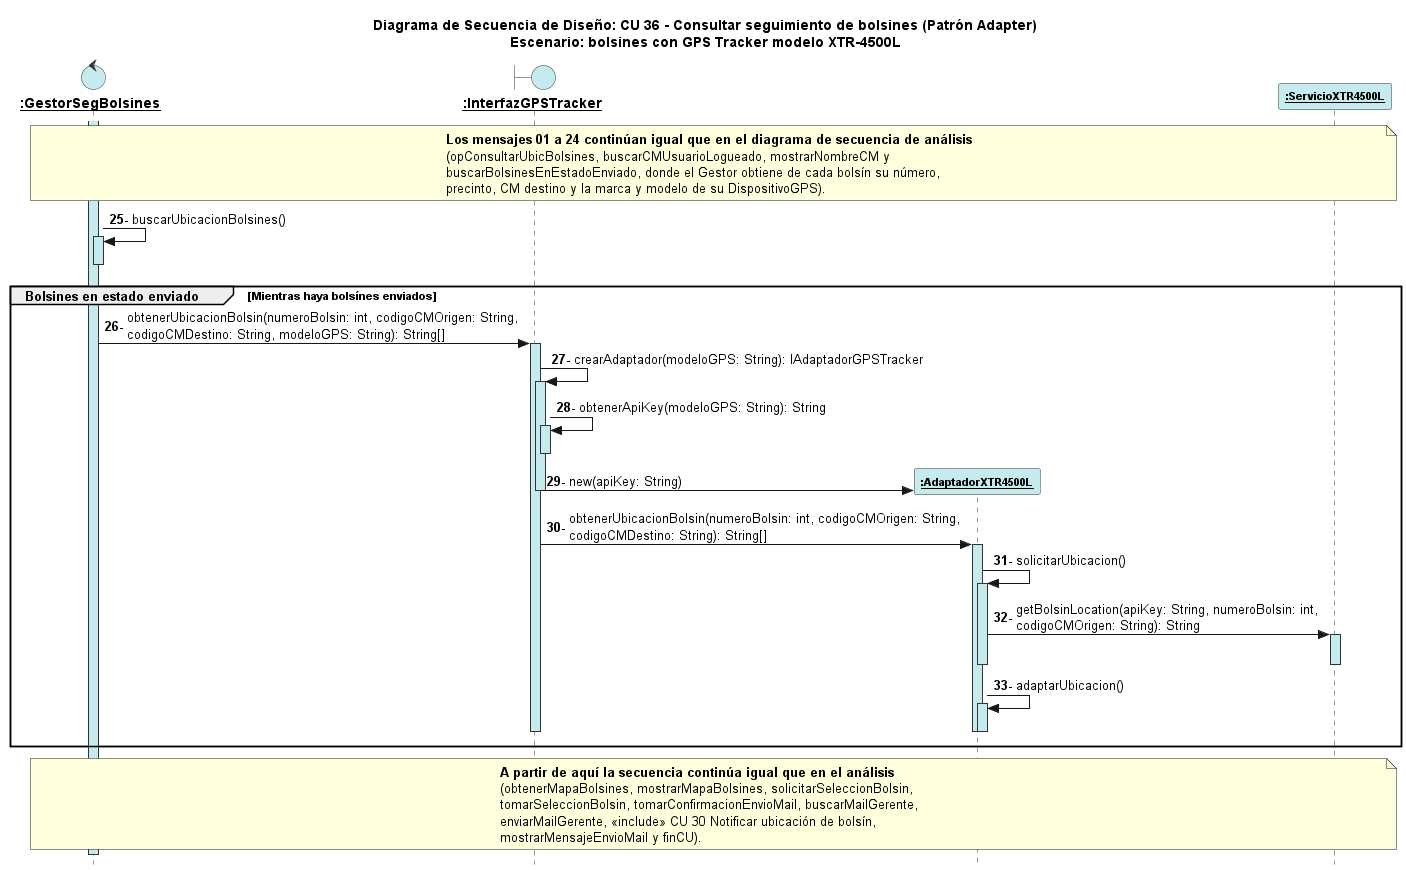 Diagrama de Secuencia de Diseño: CU 36 - Consultar seguimiento de bolsines (Patrón Adapter)
Escenario: bolsines con GPS Tracker modelo XTR-4500L
:GestorSegBolsines
:InterfazGPSTracker
:ServicioXTR4500L
Los mensajes 01 a 24 continúan igual que en el diagrama de secuencia de análisis
(opConsultarUbicBolsines, buscarCMUsuarioLogueado, mostrarNombreCM y
buscarBolsinesEnEstadoEnviado, donde el Gestor obtiene de cada bolsín su número,
precinto, CM destino y la marca y modelo de su DispositivoGPS).
25- buscarUbicacionBolsines()
Bolsines en estado enviado [Mientras haya bolsínes enviados]
26- obtenerUbicacionBolsin(numeroBolsin: int, codigoCMOrigen: String,
codigoCMDestino: String, modeloGPS: String): String[]
27- crearAdaptador(modeloGPS: String): IAdaptadorGPSTracker
28- obtenerApiKey(modeloGPS: String): String
29- new(apiKey: String)
:AdaptadorXTR4500L
30- obtenerUbicacionBolsin(numeroBolsin: int, codigoCMOrigen: String,
codigoCMDestino: String): String[]
31- solicitarUbicacion()
32- getBolsinLocation(apiKey: String, numeroBolsin: int,
codigoCMOrigen: String): String
33- adaptarUbicacion()
A partir de aquí la secuencia continúa igual que en el análisis
(obtenerMapaBolsines, mostrarMapaBolsines, solicitarSeleccionBolsin,
tomarSeleccionBolsin, tomarConfirmacionEnvioMail, buscarMailGerente,
enviarMailGerente, «include» CU 30 Notificar ubicación de bolsín,
mostrarMensajeEnvioMail y finCU).